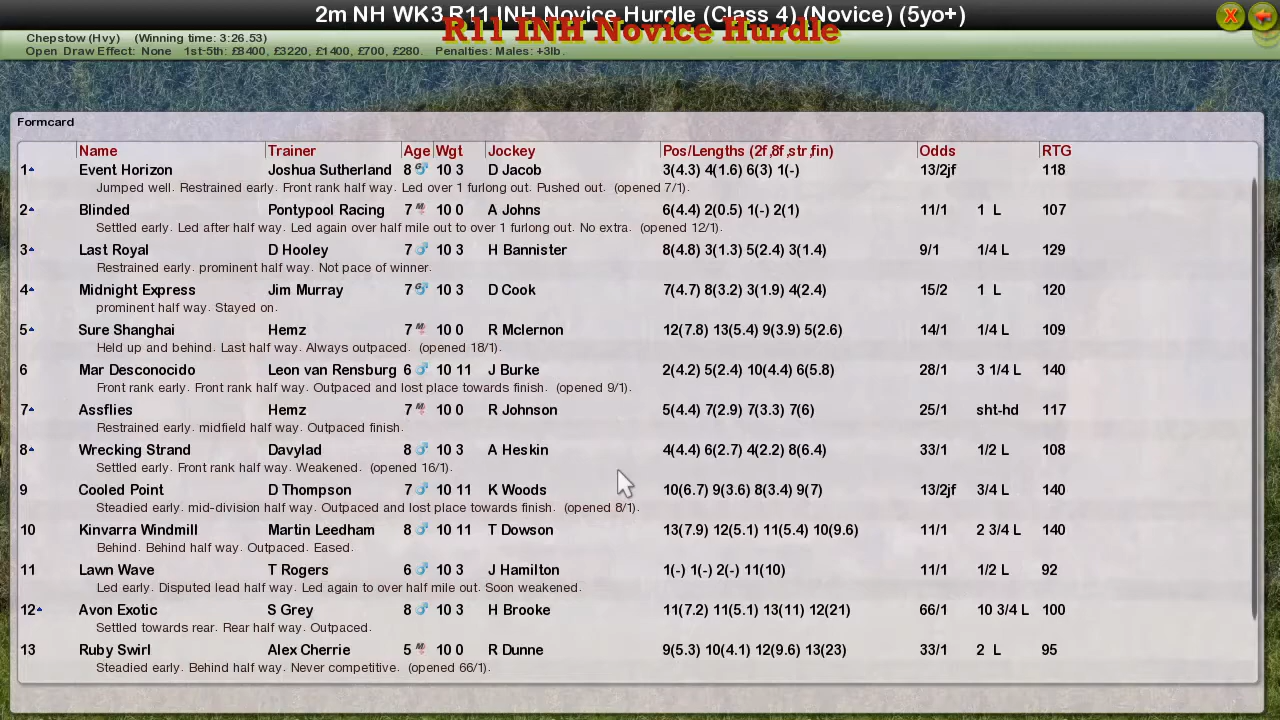 2m NH WK3 R11 INH Novice Hurdle (Class 4) (Novice) (5yo+)
R11 INH Novice Hurdle
Chepstow (Hvy) (Winning time: 3:26.53)
Open Draw Effect: None 1st-5th: £8400, £3220, £1400, £700, £280. Penalties: Males: +3lb.
Formcard
Name Trainer Age Wgt Jockey Pos/Lengths (2f,8f,str,fin) Odds RTG
1 Event Horizon Joshua Sutherland 8 10 3 D Jacob 3(4.3) 4(1.6) 6(3) 1(-) 13/2jf 118
Jumped well. Restrained early. Front rank half way. Led over 1 furlong out. Pushed out. (opened 7/1).
2 Blinded Pontypool Racing 7 10 0 A Johns 6(4.4) 2(0.5) 1(-) 2(1) 11/1 1 L 107
Settled early. Led after half way. Led again over half mile out to over 1 furlong out. No extra. (opened 12/1).
3 Last Royal D Hooley 7 10 3 H Bannister 8(4.8) 3(1.3) 5(2.4) 3(1.4) 9/1 1/4 L 129
Restrained early. prominent half way. Not pace of winner.
4 Midnight Express Jim Murray 7 10 3 D Cook 7(4.7) 8(3.2) 3(1.9) 4(2.4) 15/2 1 L 120
prominent half way. Stayed on.
5 Sure Shanghai Hemz 7 10 0 R Mclernon 12(7.8) 13(5.4) 9(3.9) 5(2.6) 14/1 1/4 L 109
Held up and behind. Last half way. Always outpaced. (opened 18/1).
6 Mar Desconocido Leon van Rensburg 6 10 11 J Burke 2(4.2) 5(2.4) 10(4.4) 6(5.8) 28/1 3 1/4 L 140
Front rank early. Front rank half way. Outpaced and lost place towards finish. (opened 9/1).
7 Assflies Hemz 7 10 0 R Johnson 5(4.4) 7(2.9) 7(3.3) 7(6) 25/1 sht-hd 117
Restrained early. midfield half way. Outpaced finish.
8 Wrecking Strand Davylad 8 10 3 A Heskin 4(4.4) 6(2.7) 4(2.2) 8(6.4) 33/1 1/2 L 108
Settled early. Front rank half way. Weakened. (opened 16/1).
9 Cooled Point D Thompson 7 10 11 K Woods 10(6.7) 9(3.6) 8(3.4) 9(7) 13/2jf 3/4 L 140
Steadied early. mid-division half way. Outpaced and lost place towards finish. (opened 8/1).
10 Kinvarra Windmill Martin Leedham 8 10 11 T Dowson 13(7.9) 12(5.1) 11(5.4) 10(9.6) 11/1 2 3/4 L 140
Behind. Behind half way. Outpaced. Eased.
11 Lawn Wave T Rogers 6 10 3 J Hamilton 1(-) 1(-) 2(-) 11(10) 11/1 1/2 L 92
Led early. Disputed lead half way. Led again to over half mile out. Soon weakened.
12 Avon Exotic S Grey 8 10 3 H Brooke 11(7.2) 11(5.1) 13(11) 12(21) 66/1 10 3/4 L 100
Settled towards rear. Rear half way. Outpaced.
13 Ruby Swirl Alex Cherrie 5 10 0 R Dunne 9(5.3) 10(4.1) 12(9.6) 13(23) 33/1 2 L 95
Steadied early. Behind half way. Never competitive. (opened 66/1).